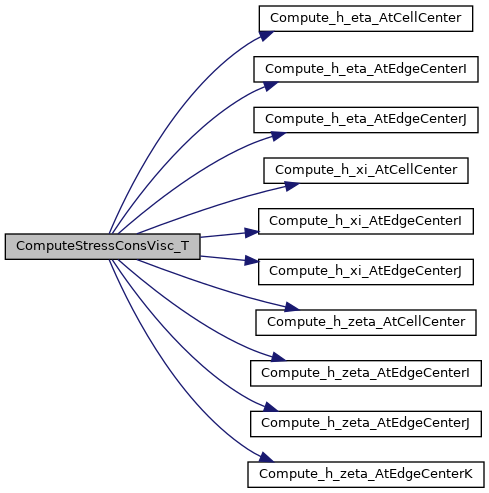 Compute_h_eta_AtCellCenter
Compute_h_eta_AtEdgeCenterI
Compute_h_eta_AtEdgeCenterJ
Compute_h_xi_AtCellCenter
Compute_h_xi_AtEdgeCenterI
ComputeStressConsVisc_T
Compute_h_xi_AtEdgeCenterJ
Compute_h_zeta_AtCellCenter
Compute_h_zeta_AtEdgeCenterI
Compute_h_zeta_AtEdgeCenterJ
Compute_h_zeta_AtEdgeCenterK